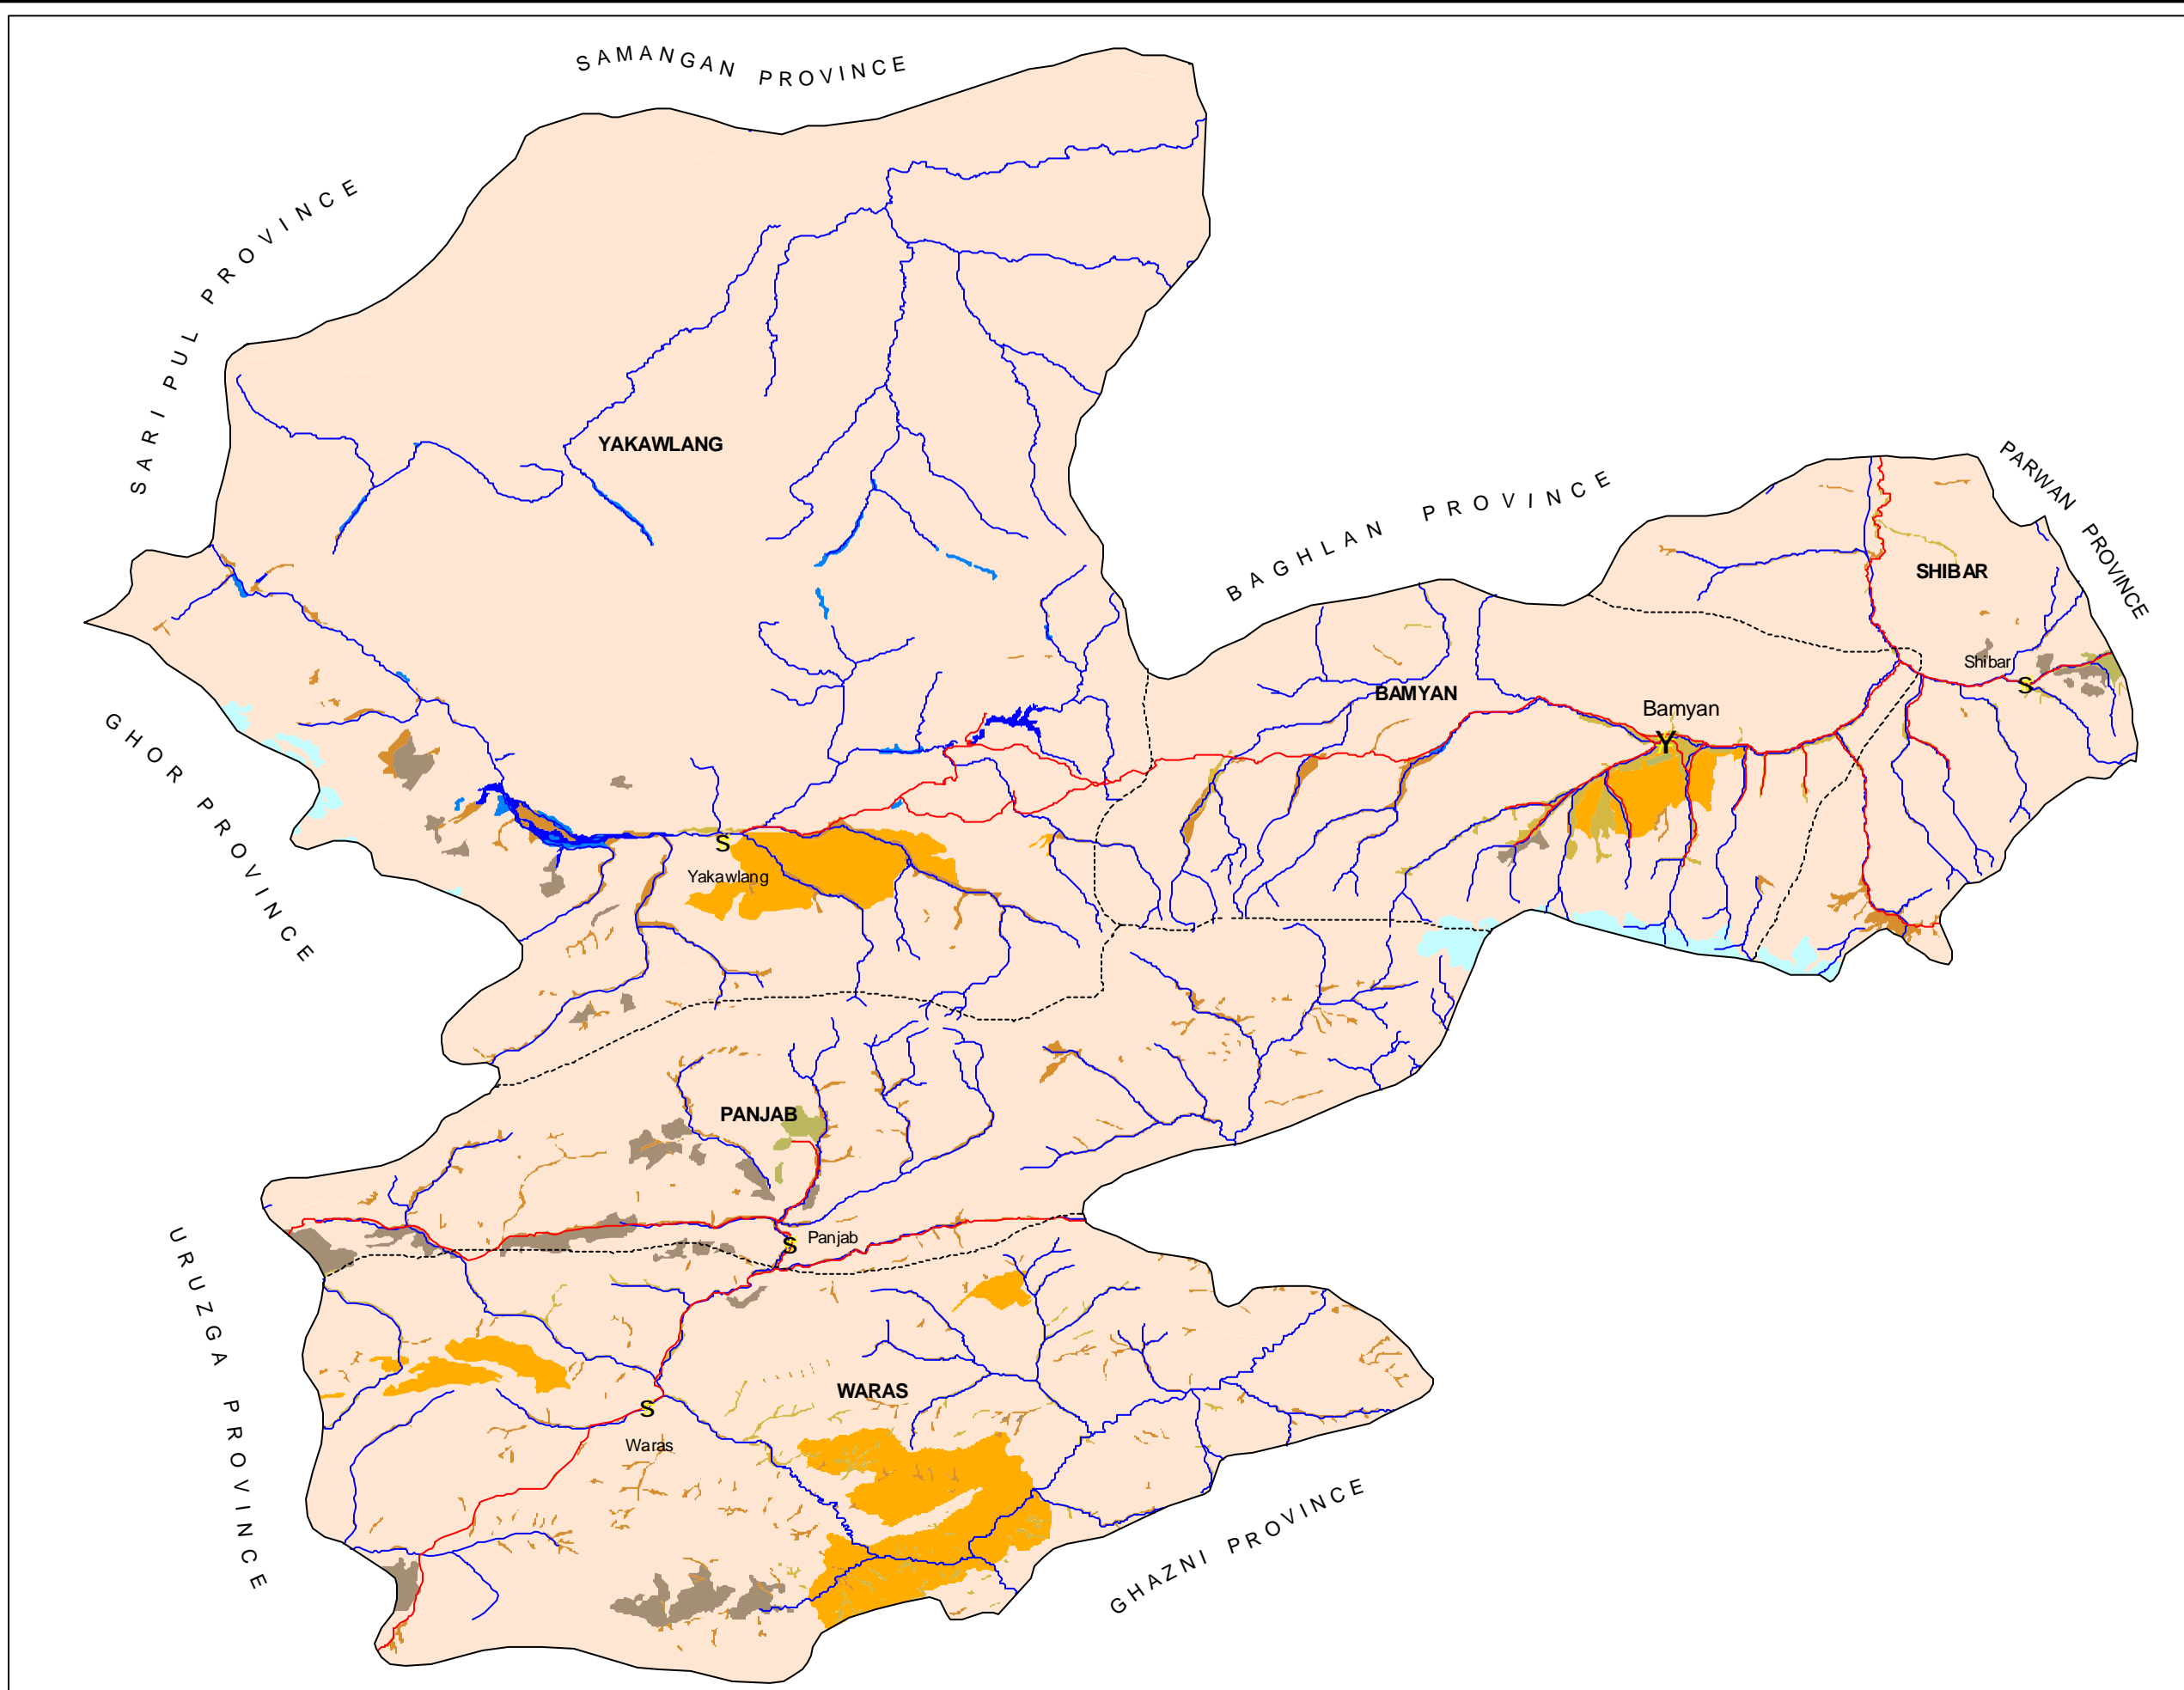 SAMANGAN PROVINCE
SARI PUL PROVINCE
YAKAWLANG
PARWAN PROVINCE
BAGHLAN PROVINCE
SHIBAR
Shibar
S
BAMYAN
Bamyan
Y
GHOR PROVINCE
S
Yakawlang
PANJAB
Panjab
S
URUZGA PROVINCE
WARAS
S
Waras
GHAZNI PROVINCE